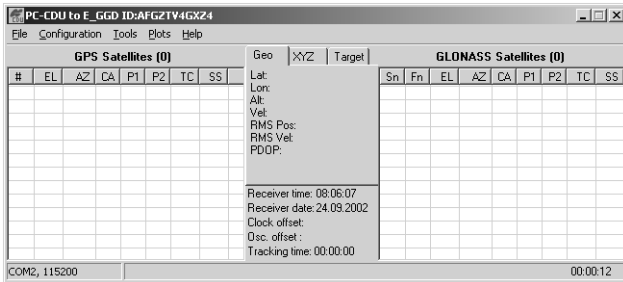 PC-CDU to E_GGD ID:AFGZTV4GXZ4
File Configuration Tools Plots Help
GPS Satellites (0)
# EL AZ CA P1 P2 TC SS
Geo XYZ Target
Lat:
Lon:
Alt:
Vel:
RMS Pos:
RMS Vel:
PDOP:
Receiver time: 08:06:07
Receiver date: 24.09.2002
Clock offset:
Osc. offset :
Tracking time: 00:00:00
GLONASS Satellites (0)
Sn Fn EL AZ CA P1 P2 TC SS
COM2, 115200
00:00:12